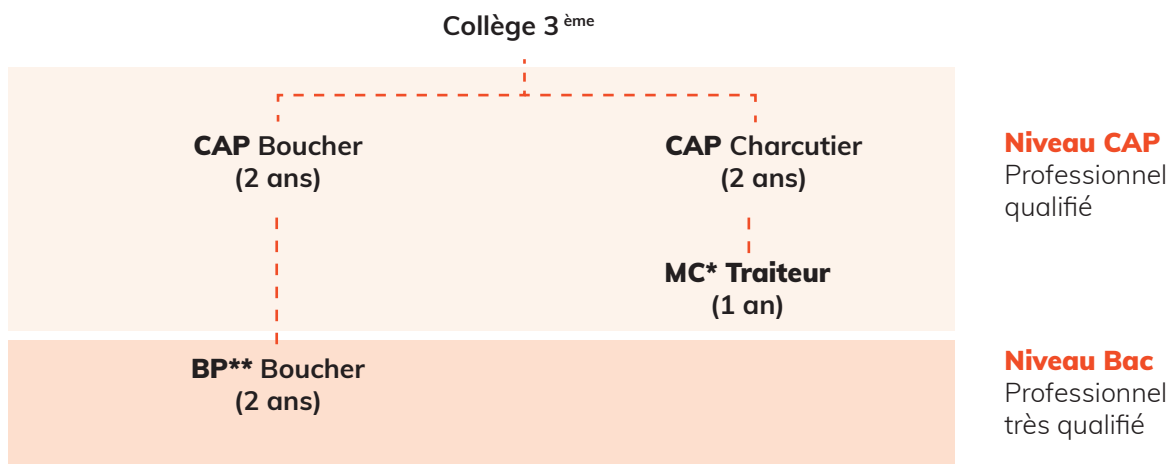 Collège 3 ème
CAP Boucher
(2 ans)
CAP Charcutier
(2 ans)
Niveau CAP
Professionnel
qualifié
MC* Traiteur
(1 an)
BP** Boucher
(2 ans)
Niveau Bac
Professionnel
très qualifié